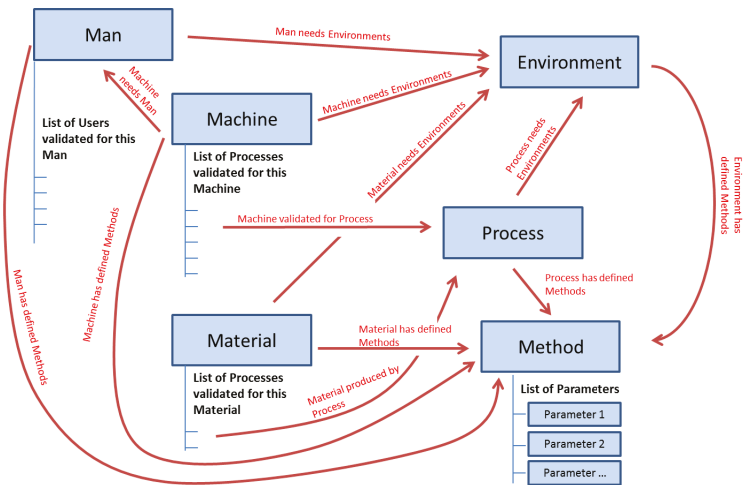 Man
Man needs Environments
Environment
Machine
needs Man
Machine needs Environments
List of Users
validated for this
Man
Machine
Material needs Environments
List of Processes
validated for this
Machine
Process needs
Environments
Environment has
defined Methods
Machine validated for Process
Process
Man has defined Methods
Machine has defined Methods
Process has defined
Methods
Material
Material has defined
Methods
Method
List of Processes
validated for this
Material
Material produced by
Process
List of Parameters
Parameter 1
Parameter 2
Parameter ...